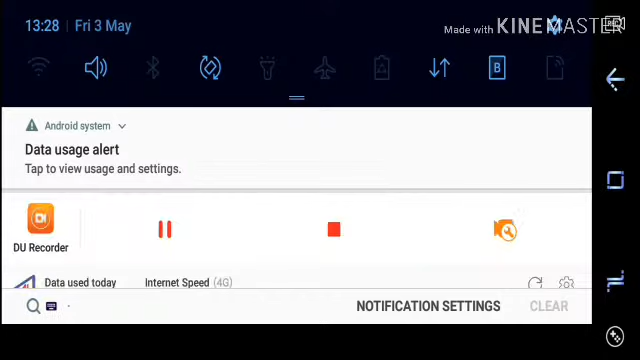 13:28 Fri 3 May
Made with KINEMASTER
B
Android system
Data usage alert
Tap to view usage and settings.
DU Recorder
Data used today Internet Speed (4G)
NOTIFICATION SETTINGS CLEAR